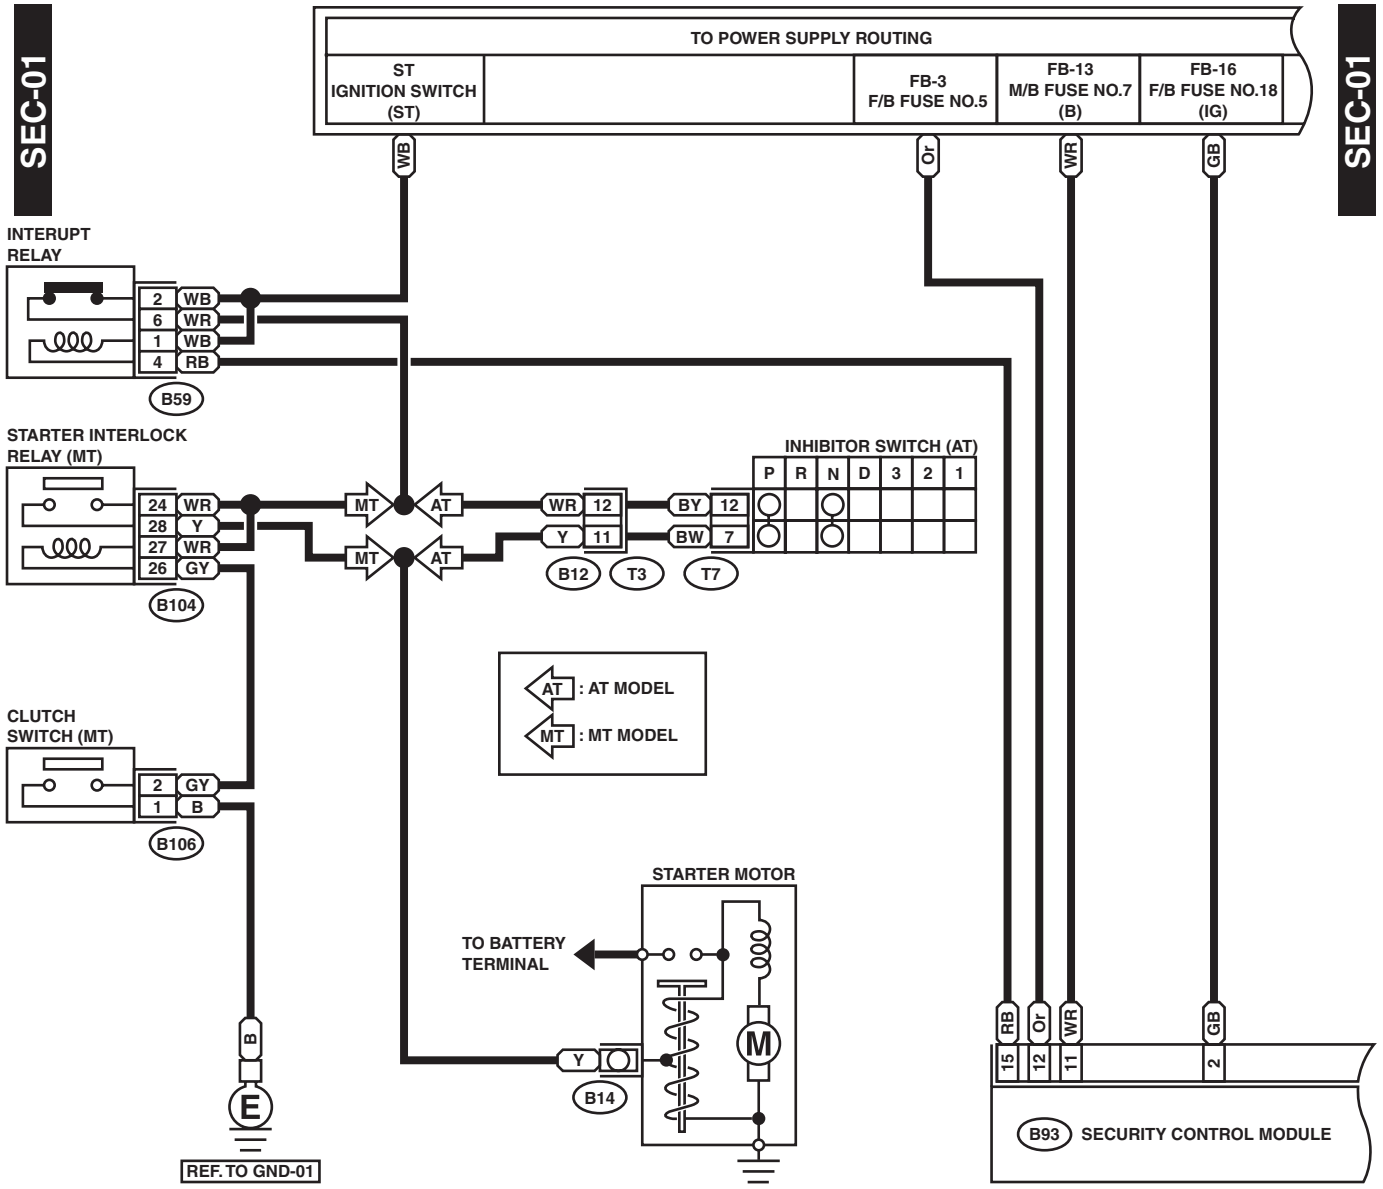 SEC-01
SEC-01
TO POWER SUPPLY ROUTING
ST
IGNITION SWITCH
(ST)
FB-3
F/B FUSE NO.5
FB-13
M/B FUSE NO.7
(B)
FB-16
F/B FUSE NO.18
(IG)
WB
Or
WR
GB
INTERUPT
RELAY
2 WB
6 WR
1 WB
4 RB
B59
STARTER INTERLOCK
RELAY (MT)
24 WR
28 Y
27 WR
26 GY
B104
MT AT
MT AT
WR 12
Y 11
B12
T3
BY 12
BW 7
T7
INHIBITOR SWITCH (AT)
P R N D 3 2 1
AT : AT MODEL
MT : MT MODEL
CLUTCH
SWITCH (MT)
2 GY
1 B
B106
B
E
REF. TO GND-01
STARTER MOTOR
TO BATTERY
TERMINAL
M
Y
B14
RB Or WR GB
15 12 11 2
B93 SECURITY CONTROL MODULE